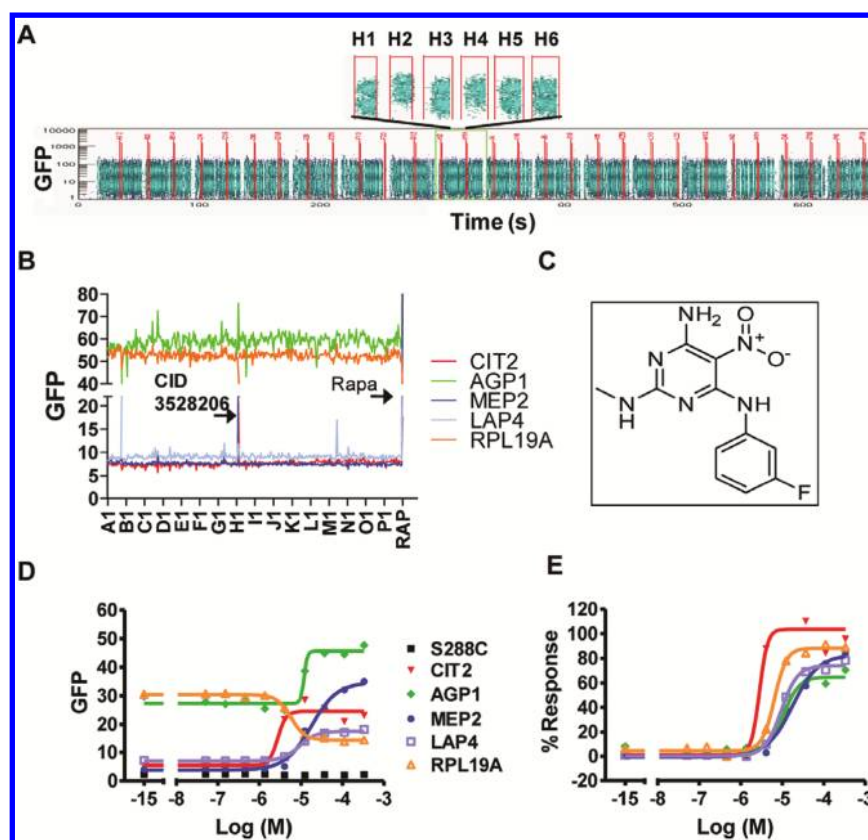 A
H1 H2 H3 H4 H5 H6
GFP
10000
1000
100
10
1
0 100 200 60 500 600
Time (s)
B
GFP
80
70
60
50
40
20
15
10
5
0
CID
3528206
Rapa
A1 B1 C1 D1 E1 F1 G1 H1 I1 J1 K1 L1 M1 N1 O1 P1 RAP
CIT2
AGP1
MEP2
LAP4
RPL19A
C
NH2
O
N+
O-
N
N
N
H
NH
F
D
GFP
60
50
40
30
20
10
0
-15 -8 -7 -6 -5 -4 -3
Log (M)
S288C
CIT2
AGP1
MEP2
LAP4
RPL19A
E
% Response
120
100
80
60
40
20
0
-20
-15 -8 -7 -6 -5 -4 -3
Log (M)